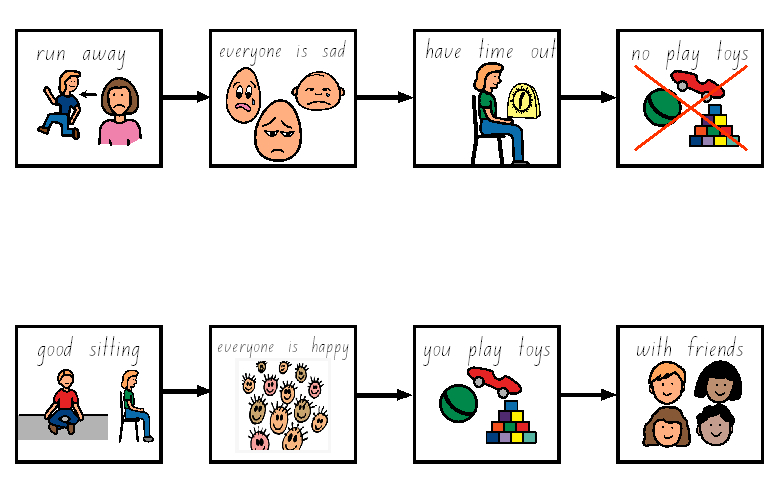 run away
everyone is sad
have time out
no play toys
good sitting
everyone is happy
you play toys
with friends